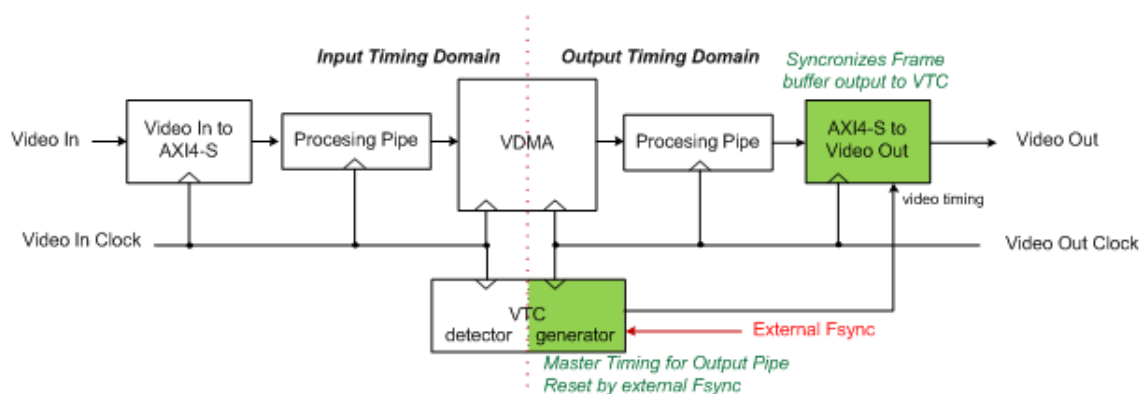 Input Timing Domain
Output Timing Domain
Syncronizes Frame
buffer output to VTC
Video In
Video In to
AXI4-S
Procesing Pipe
VDMA
Procesing Pipe
AXI4-S to
Video Out
Video Out
video timing
Video In Clock
Video Out Clock
VTC
detector
generator
External Fsync
Master Timing for Output Pipe
Reset by external Fsync